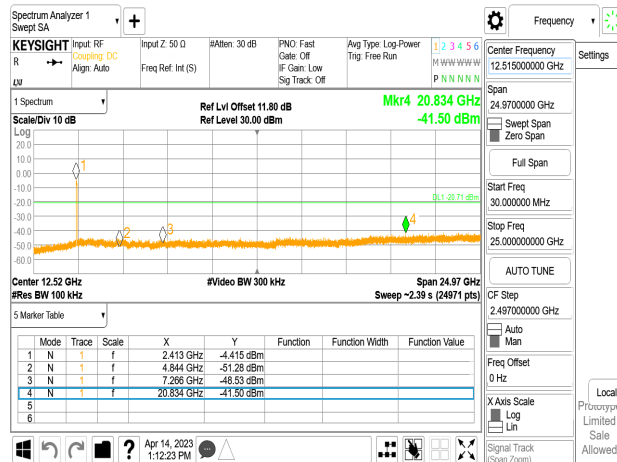 Spectrum Analyzer 1
Swept SA
+
Frequency
KEYSIGHT
R
LXI
Input: RF
Coupling: DC
Align: Auto
Input Z: 50 Ω
Freq Ref: Int (S)
#Atten: 30 dB
PNO: Fast
Gate: Off
IF Gain: Low
Sig Track: Off
Avg Type: Log-Power
Trig: Free Run
1 2 3 4 5 6
M W W W W W
P N N N N N
Center Frequency
12.515000000 GHz
Settings
Span
24.9700000 GHz
Swept Span
Zero Span
Full Span
Start Freq
30.000000 MHz
Stop Freq
25.000000000 GHz
AUTO TUNE
CF Step
2.497000000 GHz
Auto
Man
Freq Offset
0 Hz
X Axis Scale
Log
Lin
Signal Track
(Span Zoom)
Local
Prototype
Limited
Sale
Allowed
1 Spectrum
Scale/Div 10 dB
Ref Lvl Offset 11.80 dB
Ref Level 30.00 dBm
Mkr4 20.834 GHz
-41.50 dBm
Log
20.0
10.0
0.00
-10.0
-20.0
-30.0
-40.0
-50.0
-60.0
1
2
3
4
DL1 -20.71 dBm
Center 12.52 GHz
#Res BW 100 kHz
#Video BW 300 kHz
Span 24.97 GHz
Sweep ~2.39 s (24971 pts)
5 Marker Table
Mode Trace Scale X Y Function Function Width Function Value
1 N 1 f 2.413 GHz -4.415 dBm
2 N 1 f 4.844 GHz -51.28 dBm
3 N 1 f 7.266 GHz -48.53 dBm
4 N 1 f 20.834 GHz -41.50 dBm
5
6
?
Apr 14, 2023
1:12:23 PM